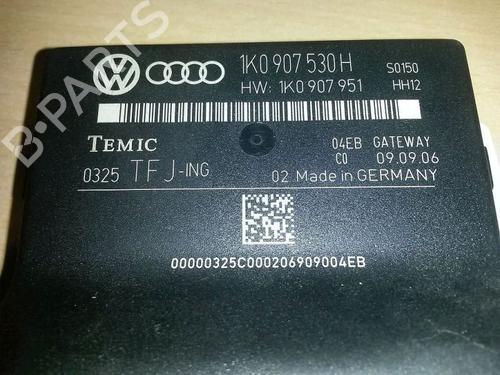 1K0 907 530 H S0150
HW: 1K0 907 951 HH12
TEMIC 04EB GATEWAY
C0 09.09.06
0325 TFJ-ING 02 Made in GERMANY
00000325C000206909004EB
B-PARTS